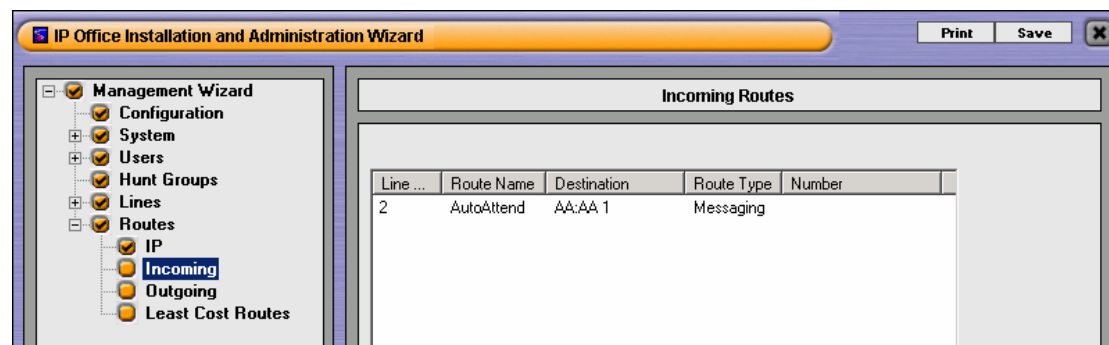 IP Office Installation and Administration Wizard
Print
Save
Management Wizard
Configuration
System
Users
Hunt Groups
Lines
Routes
IP
Incoming
Outgoing
Least Cost Routes
Incoming Routes
Line ... Route Name Destination Route Type Number
2 AutoAttend AA:AA 1 Messaging